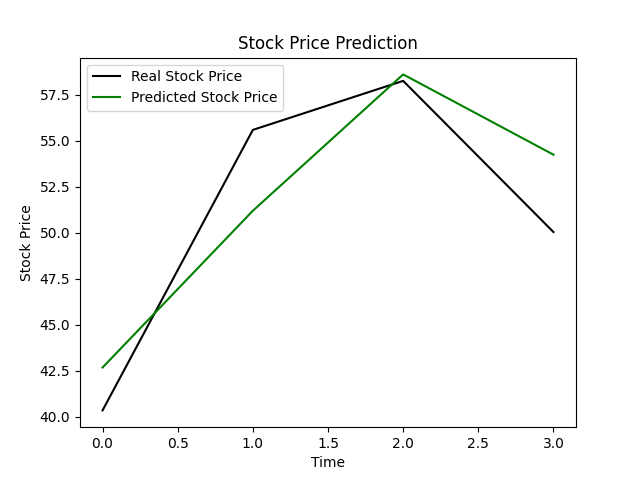 Stock Price Prediction
Real Stock Price
Predicted Stock Price
57.5
55.0
52.5
50.0
47.5
45.0
42.5
40.0
Stock Price
0.0 0.5 1.0 1.5 2.0 2.5 3.0
Time